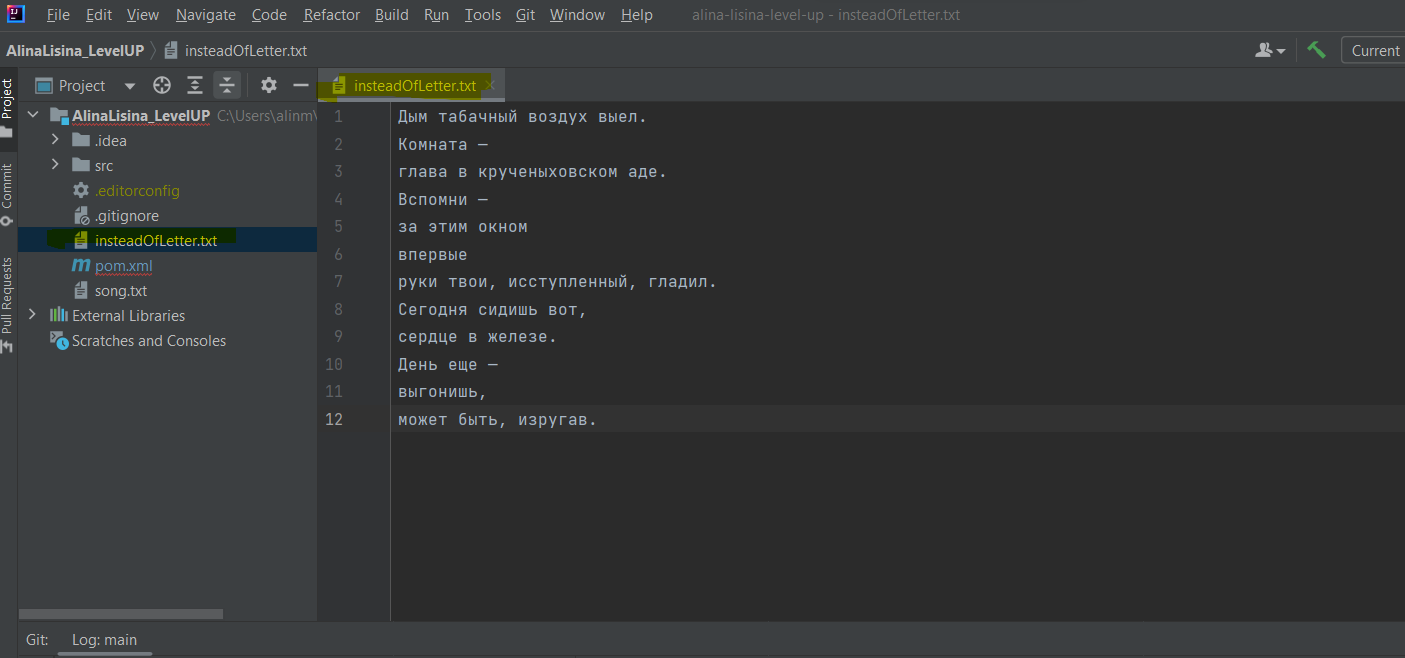 File Edit View Navigate Code Refactor Build Run Tools Git Window Help alina-lisina-level-up - insteadOfLetter.txt
AlinaLisina_LevelUP insteadOfLetter.txt Current
Project
Commit
Pull Requests
Project
AlinaLisina_LevelUP C:\Users\alinm\
.idea
src
.editorconfig
.gitignore
insteadOfLetter.txt
pom.xml
song.txt
External Libraries
Scratches and Consoles
insteadOfLetter.txt
1 Дым табачный воздух выел.
2 Комната —
3 глава в крученыховском аде.
4 Вспомни —
5 за этим окном
6 впервые
7 руки твои, исступленный, гладил.
8 Сегодня сидишь вот,
9 сердце в железе.
10 День еще —
11 выгонишь,
12 может быть, изругав.
Git: Log: main